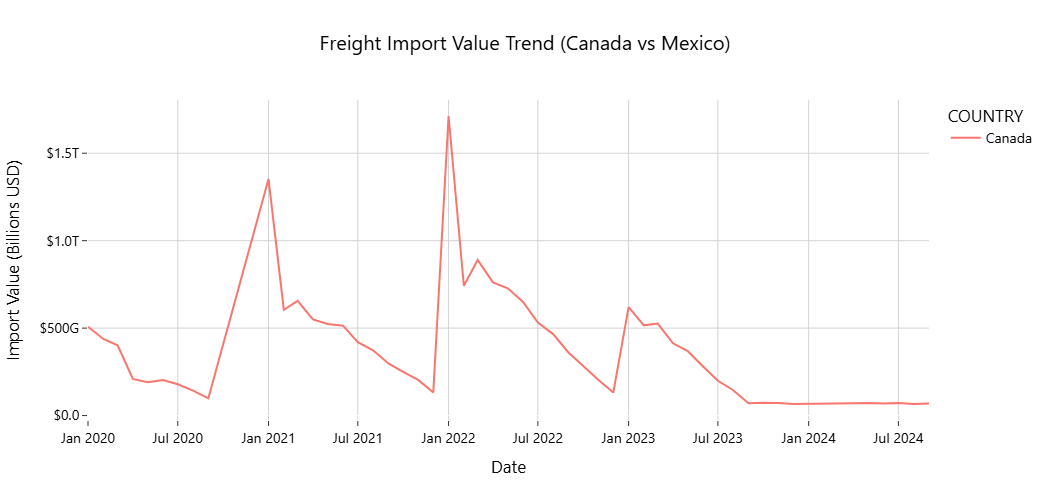 Freight Import Value Trend (Canada vs Mexico)
COUNTRY
Canada
Import Value (Billions USD)
$1.5T
$1.0T
$500G
$0.0
Jan 2020 Jul 2020 Jan 2021 Jul 2021 Jan 2022 Jul 2022 Jan 2023 Jul 2023 Jan 2024 Jul 2024
Date